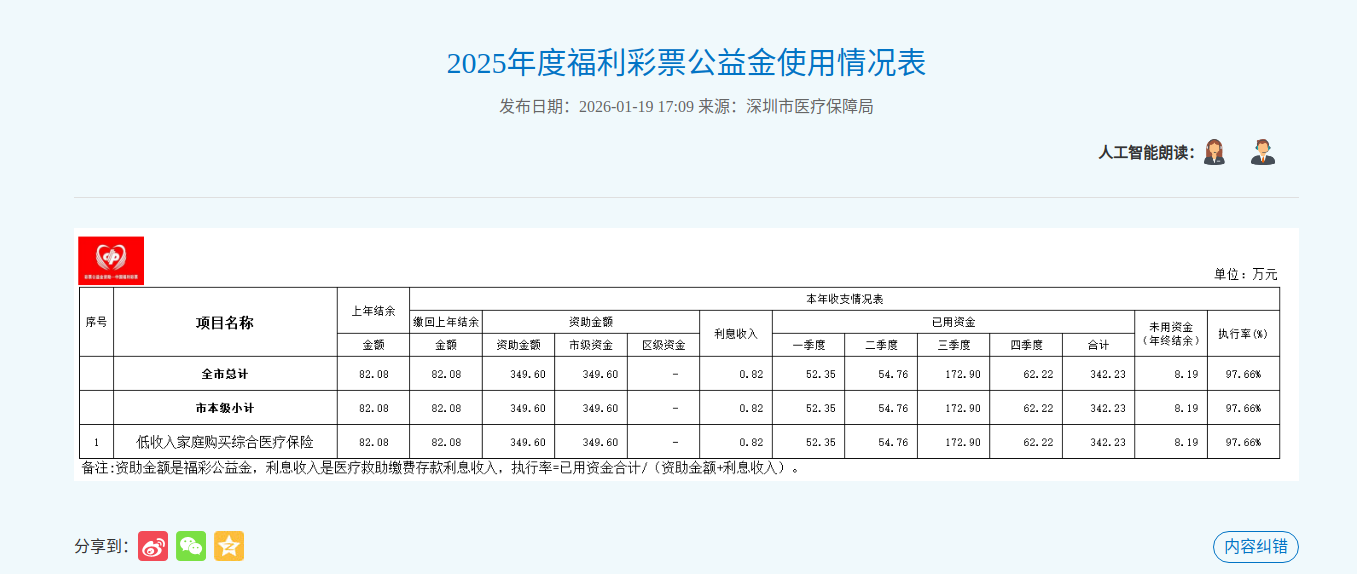 2025年度福利彩票公益金使用情况表
发布日期：2026-01-19 17:09 来源：深圳市医疗保障局
人工智能朗读：
单位：万元
序号 项目名称 上年结余 本年收支情况表
缴回上年结余 资助金额 利息收入 已用资金 未用资金（年终结余） 执行率(%)
金额 金额 资助金额 市级资金 区级资金 一季度 二季度 三季度 四季度 合计
全市总计 82.08 82.08 349.60 349.60 - 0.82 52.35 54.76 172.90 62.22 342.23 8.19 97.66%
市本级小计 82.08 82.08 349.60 349.60 - 0.82 52.35 54.76 172.90 62.22 342.23 8.19 97.66%
1 低收入家庭购买综合医疗保险 82.08 82.08 349.60 349.60 - 0.82 52.35 54.76 172.90 62.22 342.23 8.19 97.66%
备注:资助金额是福彩公益金，利息收入是医疗救助缴费存款利息收入，执行率=已用资金合计/（资助金额+利息收入）。
分享到：
内容纠错